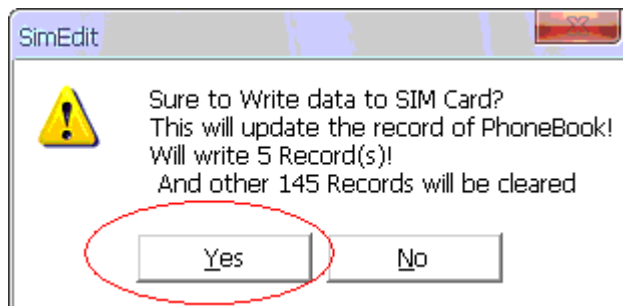 SimEdit
Sure to Write data to SIM Card?
This will update the record of PhoneBook!
Will write 5 Record(s)!
And other 145 Records will be cleared
Yes No